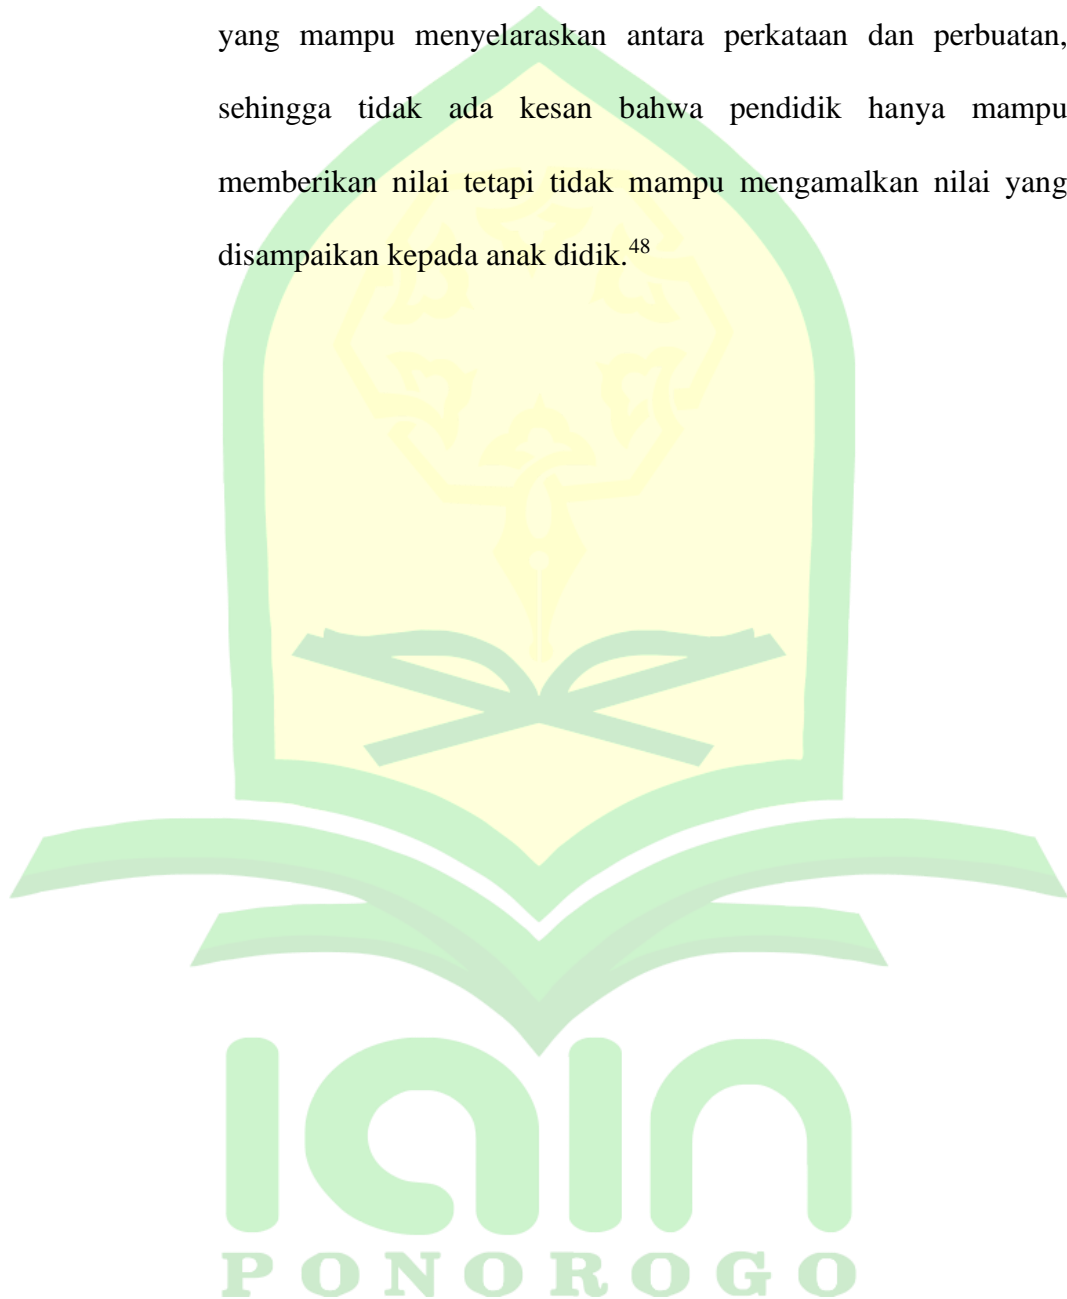 yang mampu menyelaraskan antara perkataan dan perbuatan,
sehingga tidak ada kesan bahwa pendidik hanya mampu
memberikan nilai tetapi tidak mampu mengamalkan nilai yang
disampaikan kepada anak didik.48
iain
PONOROGO